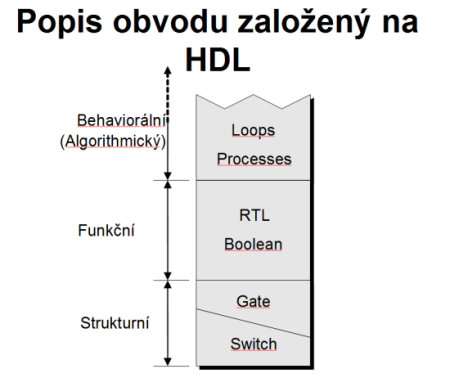 Popis obvodu založený na
HDL
Behaviorální
(Algorithmický)
Loops
Processes
Funkční
RTL
Boolean
Strukturní
Gate
Switch